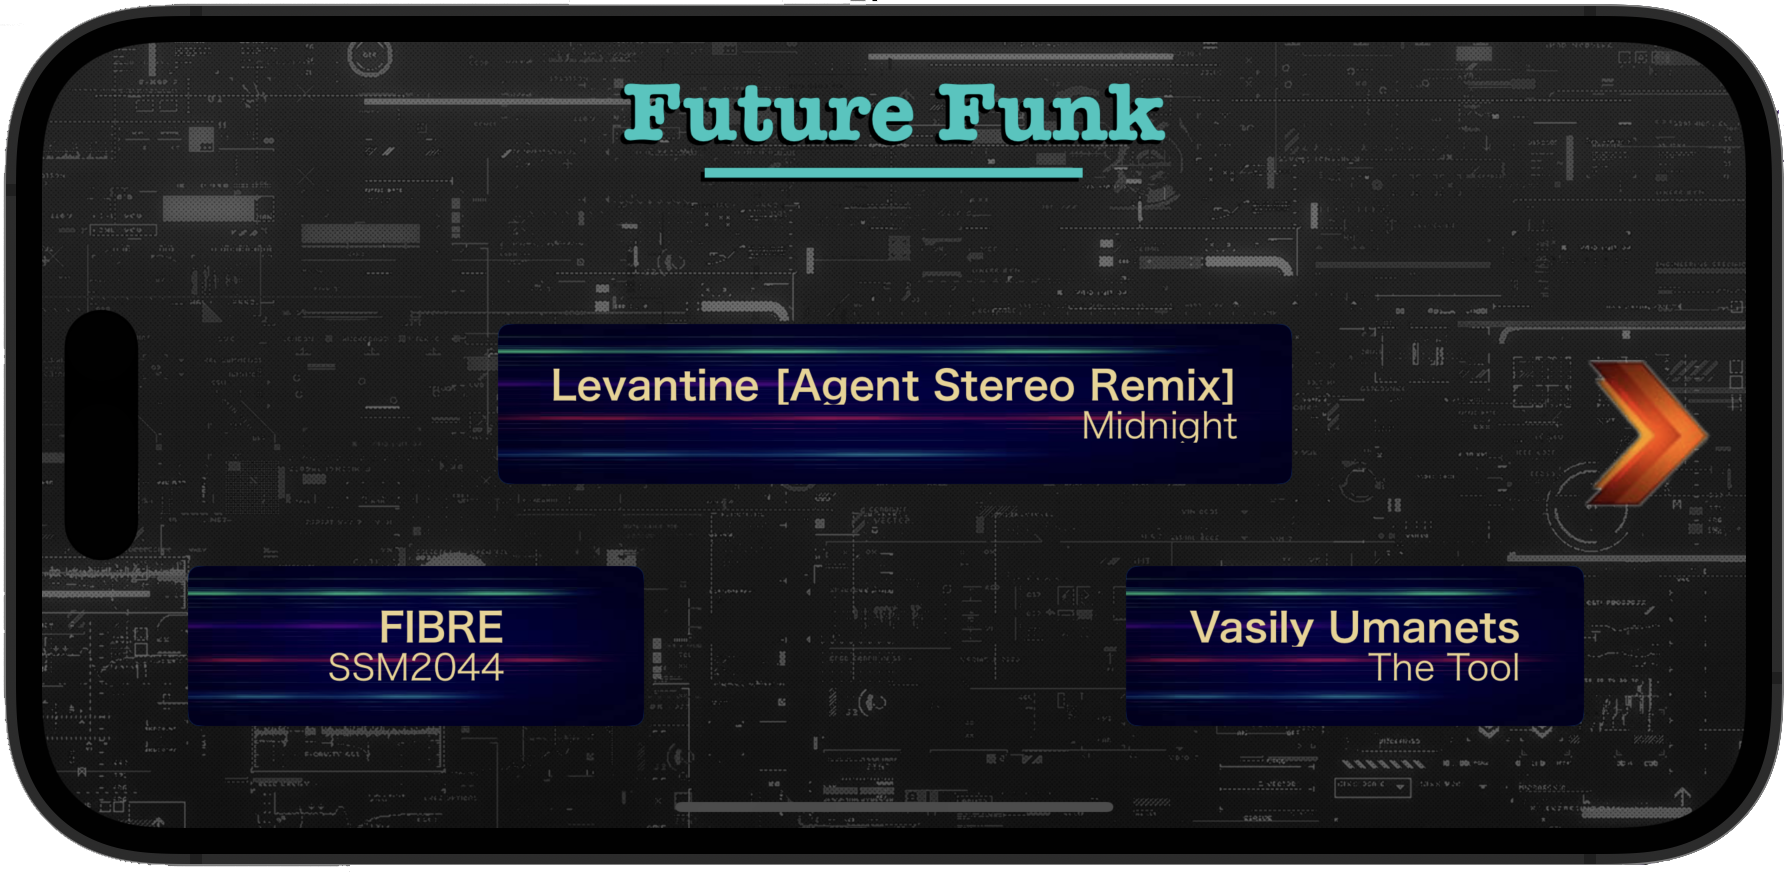 Future Funk
Levantine [Agent Stereo Remix]
Midnight
FIBRE
SSM2044
Vasily Umanets
The Tool